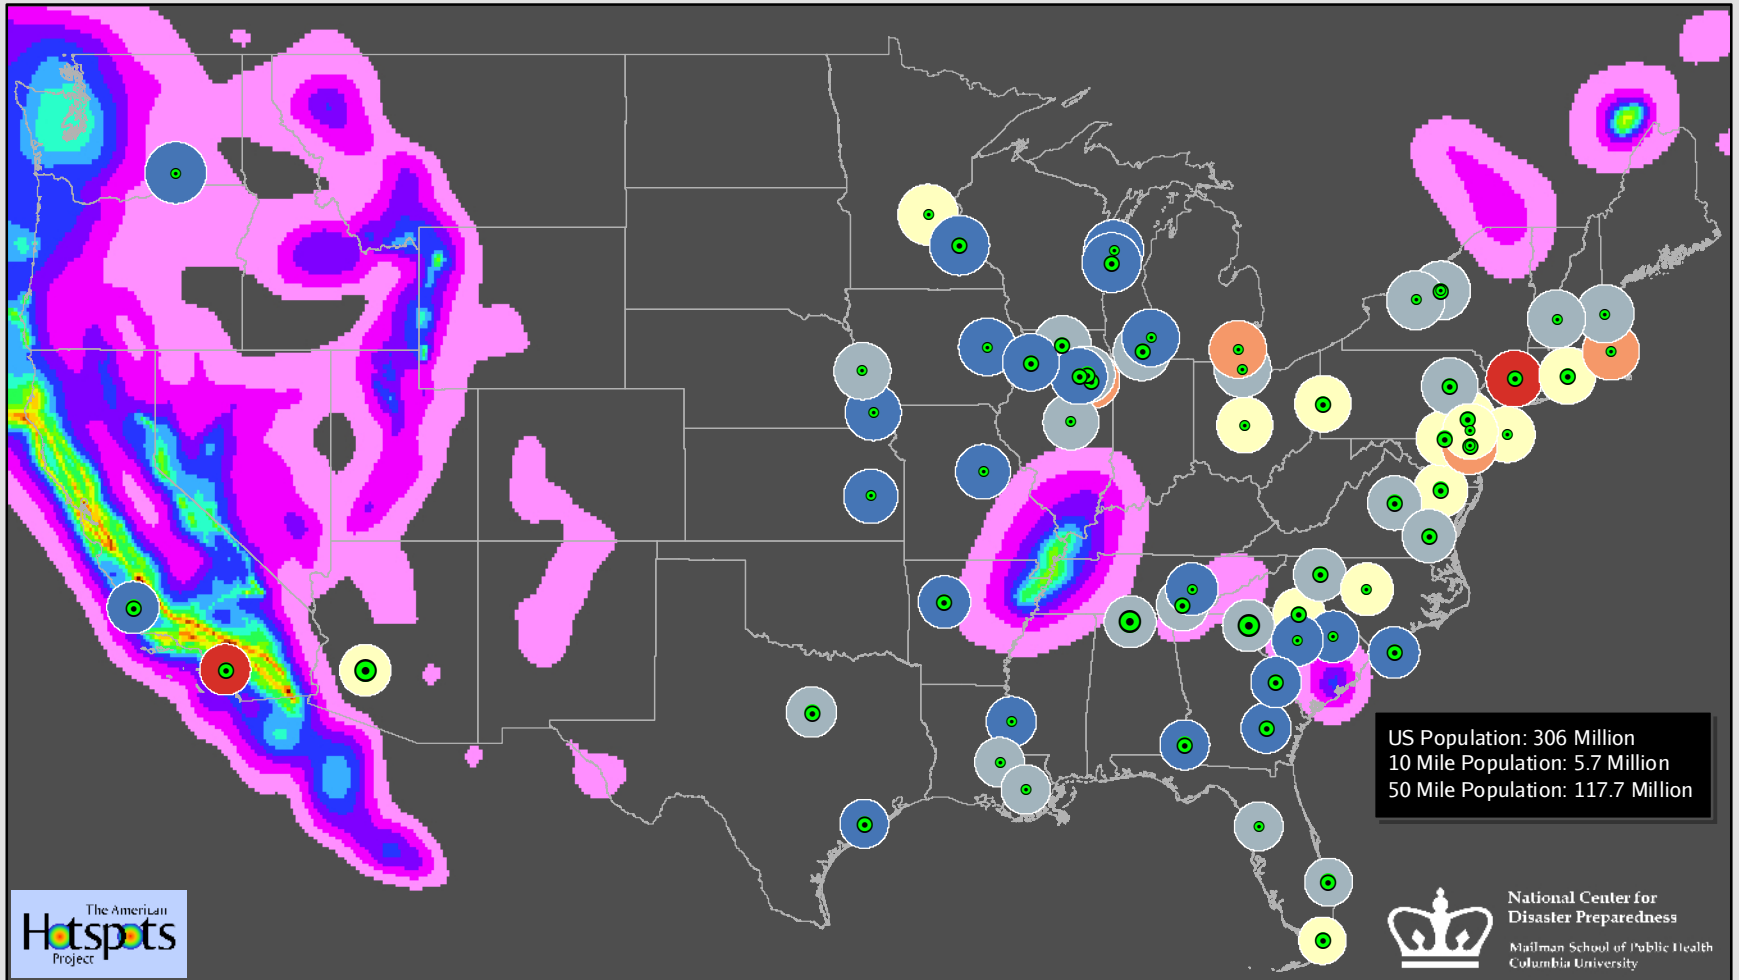 US Population: 306 Million
10 Mile Population: 5.7 Million
50 Mile Population: 117.7 Million
The American
Hotspots
Project
National Center for
Disaster Preparedness
Mailman School of Public Health
Columbia University